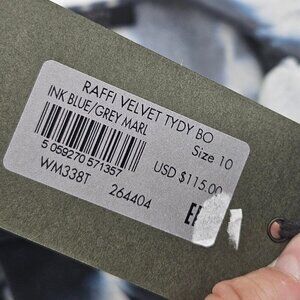 RAFFI VELVET TYDY BO
INK BLUE/GREY MARL
Size 10
5 059270 571357
USD $115.00
WM338T
264404